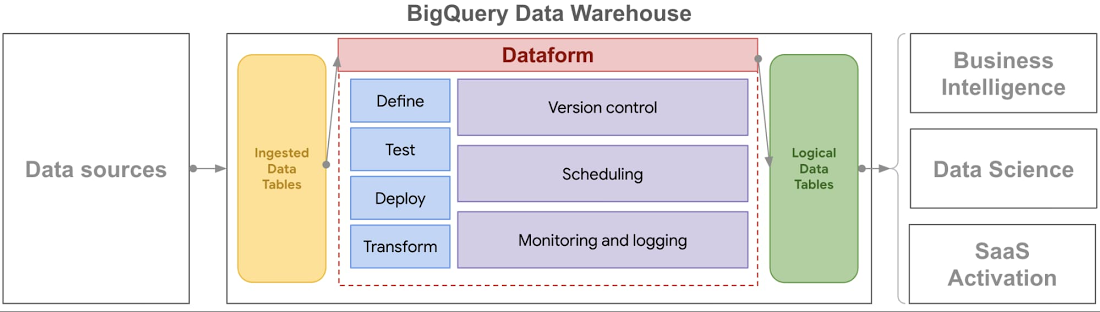 BigQuery Data Warehouse
Data sources
Ingested
Data
Tables
Dataform
Define
Test
Deploy
Transform
Version control
Scheduling
Monitoring and logging
Logical
Data
Tables
Business
Intelligence
Data Science
SaaS
Activation